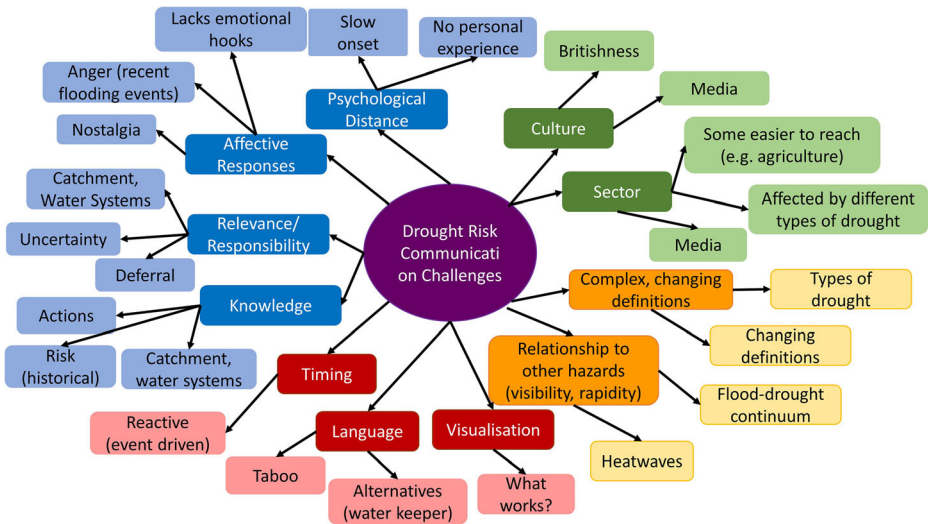 Lacks emotional
hooks
Slow
onset
No personal
experience
Britishness
Anger (recent
flooding events)
Psychological
Distance
Media
Nostalgia
Affective
Responses
Culture
Some easier to reach
(e.g. agriculture)
Catchment,
Water Systems
Sector
Affected by different
types of drought
Relevance/
Responsibility
Drought Risk
Communicati
on Challenges
Uncertainty
Media
Deferral
Complex, changing
definitions
Types of
drought
Knowledge
Actions
Changing
definitions
Risk
(historical)
Catchment,
water systems
Timing
Relationship to
other hazards
(visibility, rapidity)
Flood-drought
continuum
Reactive
(event driven)
Language
Visualisation
Heatwaves
Taboo
Alternatives
(water keeper)
What
works?